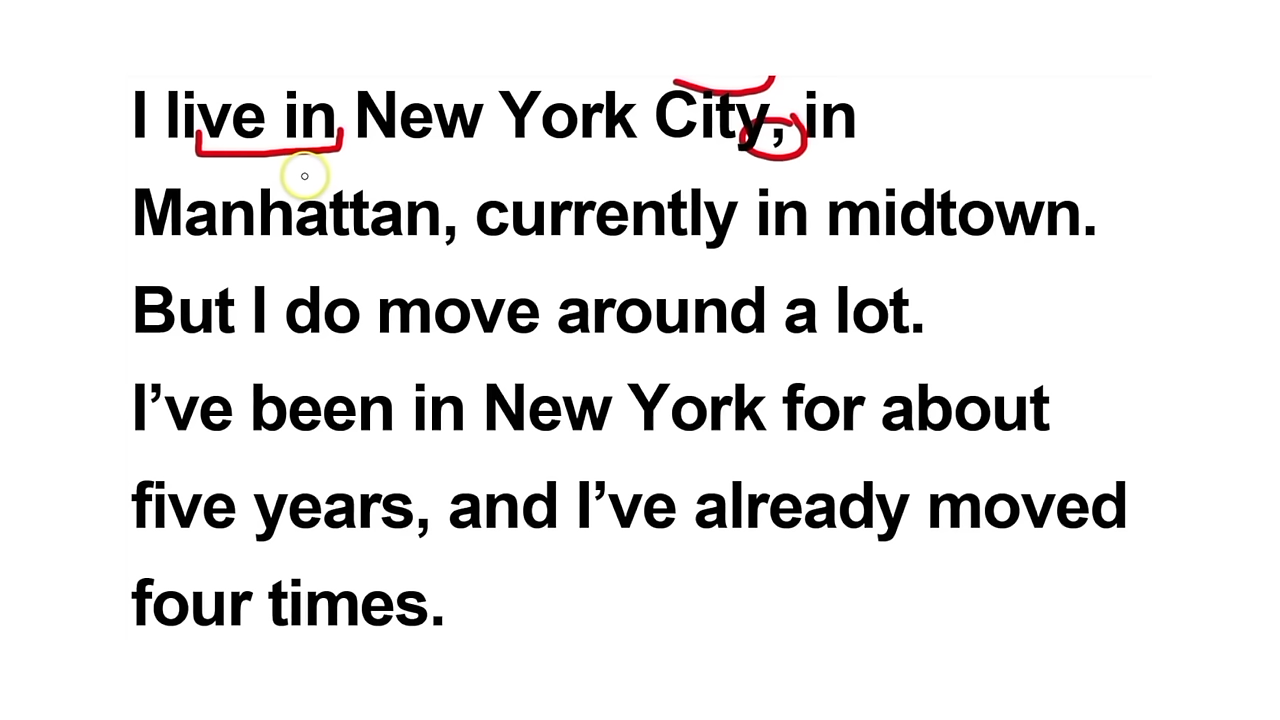 I live in New York City, in
Manhattan, currently in midtown.
But I do move around a lot.
I’ve been in New York for about
five years, and I’ve already moved
four times.